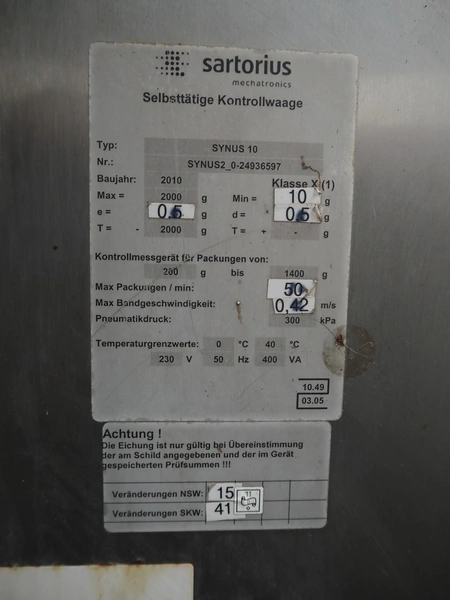 sartorius
mechatronics
Selbsttätige Kontrollwaage
Typ: SYNUS 10
Nr.: SYNUS2_0-24936597
Baujahr: 2010 Klasse X (1)
Max = 2000 g Min = 10 g
e = 0,5 g d = 0,5 g
T = - 2000 g T = + - g
Kontrollmessgerät für Packungen von:
200 g bis 1400 g
Max Packungen / min: 50
Max Bandgeschwindigkeit: 0,42 m/s
Pneumatikdruck: 300 kPa
Temperaturgrenzwerte: 0 °C 40 °C
230 V 50 Hz 400 VA
10.49
03.05
Achtung !
Die Eichung ist nur gültig bei Übereinstimmung
der am Schild angegebenen und der im Gerät
gespeicherten Prüfsummen !!!
Veränderungen NSW: 15
Veränderungen SKW: 41